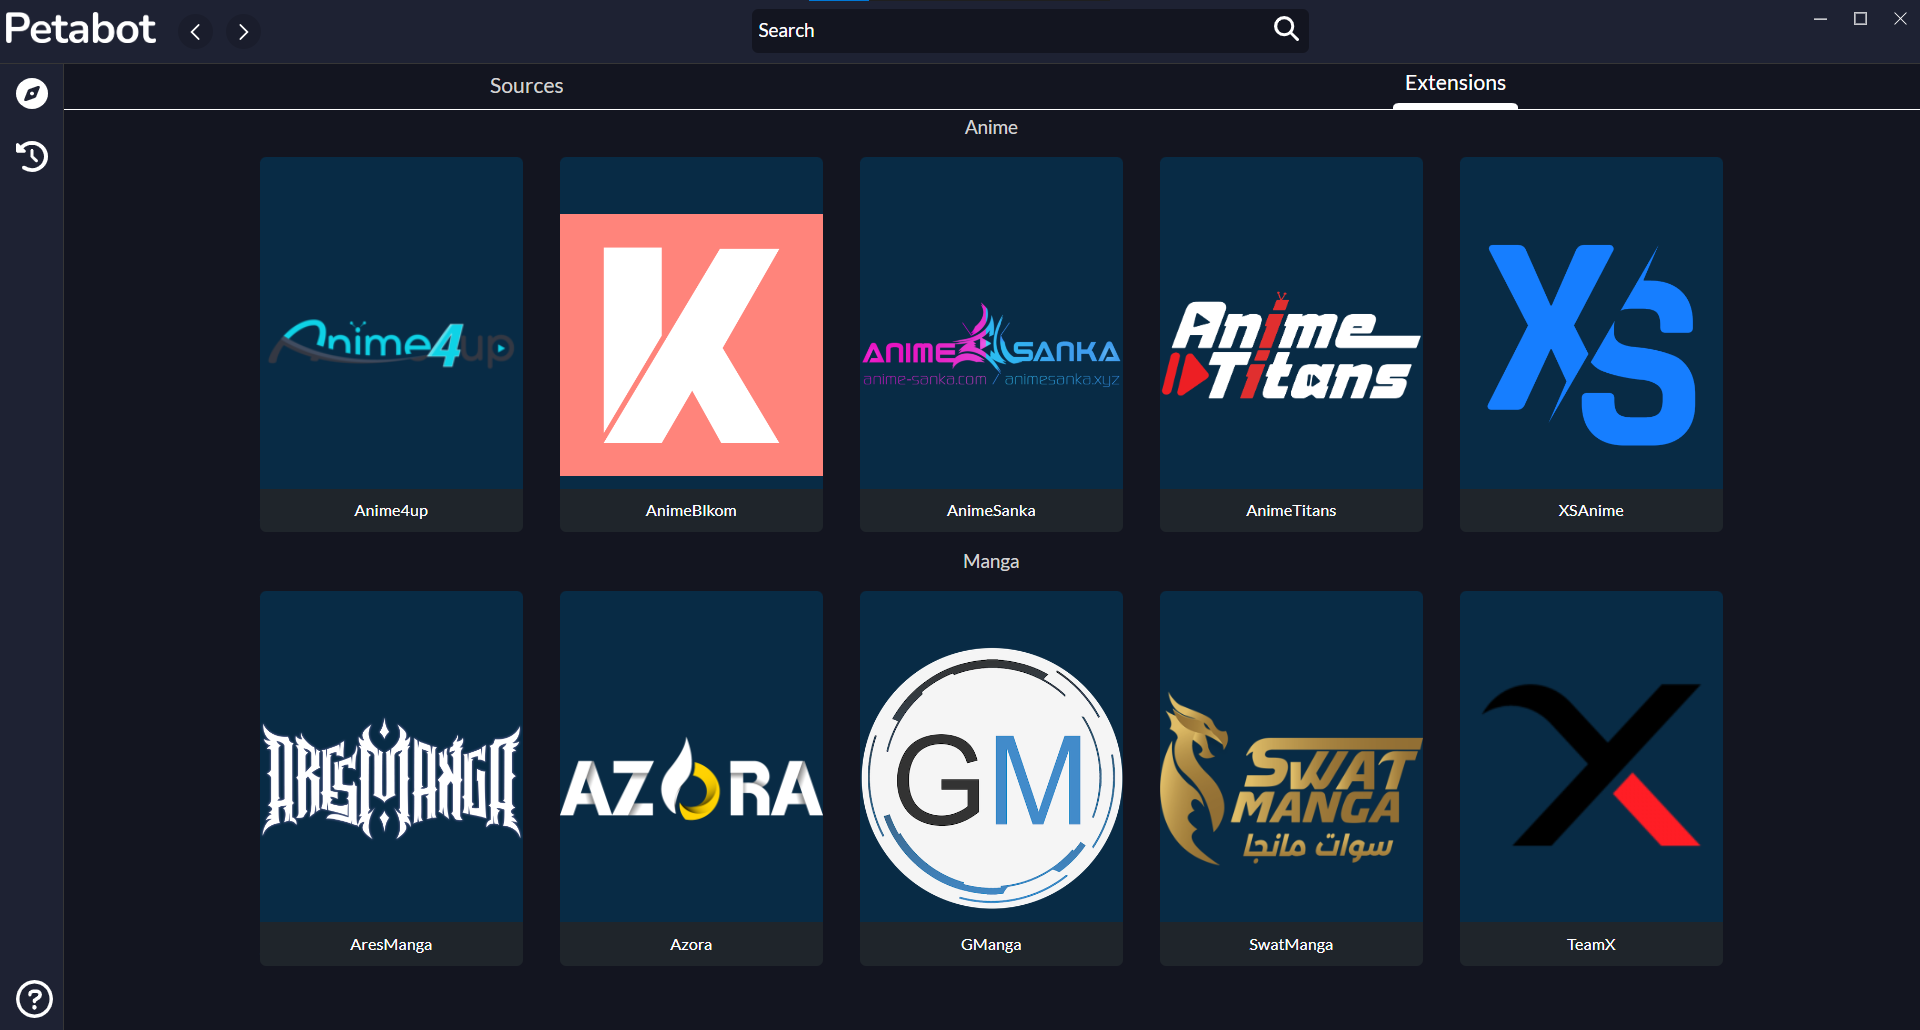 Petabot
Search
Sources
Extensions
Anime
Anime4up
K
ANIME SANKA
anime-sanka.com / animesanka.xyz
Anime
Titans
XS
Anime4up
AnimeBlkom
AnimeSanka
AnimeTitans
XSAnime
Manga
ARESMANGA
AZORA
GM
SWAT
MANGA
سوات مانجا
X
AresManga
Azora
GManga
SwatManga
TeamX